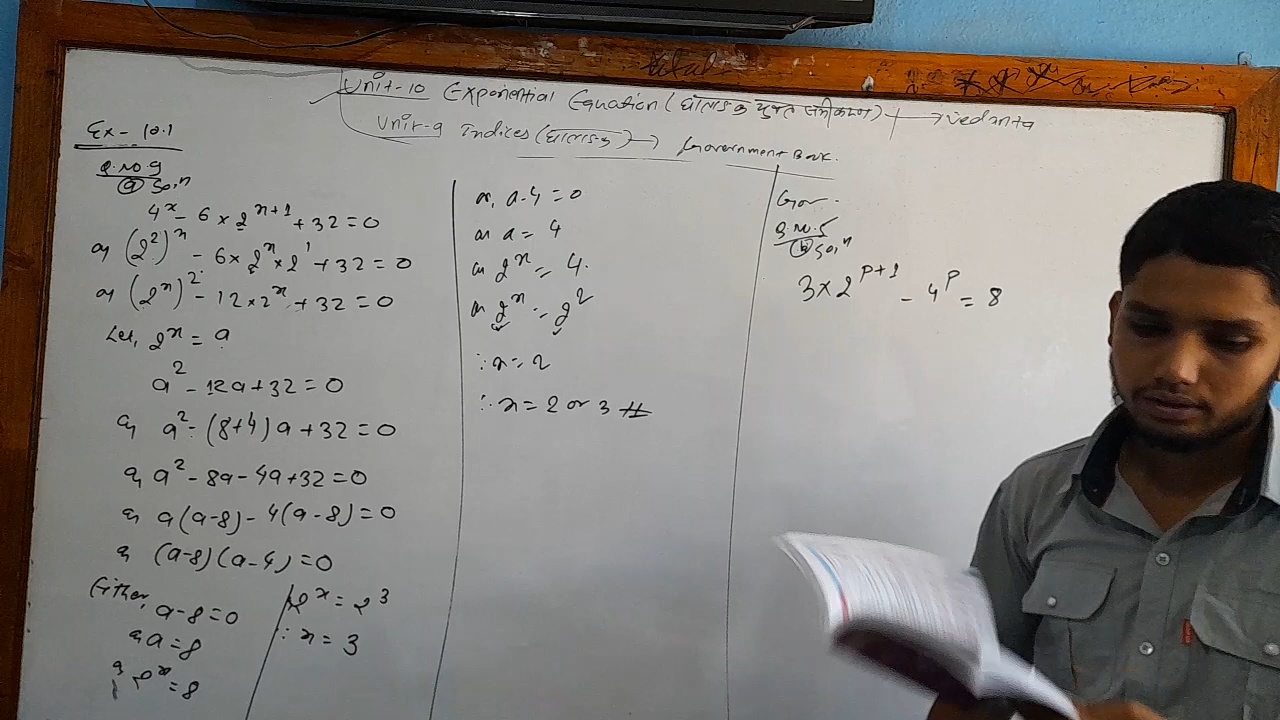 Unit-10 Exponential Equation (घाताङ्क युक्त समीकरण) → Vedanta
Unit-9 Indices (घाताङ्क) → Government Book.
Ex- 10.1
Q.NO 9
(a) Soln
4^x - 6 × 2^(x+1) + 32 = 0
or (2^2)^x - 6 × 2^x × 2^1 + 32 = 0
or (2^x)^2 - 12 × 2^x + 32 = 0
Let, 2^x = a
a^2 - 12a + 32 = 0
or, a^2 - (8+4)a + 32 = 0
or, a^2 - 8a - 4a + 32 = 0
or, a(a-8) - 4(a-8) = 0
or, (a-8)(a-4) = 0
Either,
a-8 = 0
or, a = 8
or, 2^x = 8
2^x = 2^3
∴ x = 3
or, a-4 = 0
or a = 4
or 2^x = 4.
or 2^x = 2^2
∴ x = 2
∴ x = 2 or 3 #
Gov.
Q.N.5
(b) Soln
3×2^(p+1) - 4^p = 8